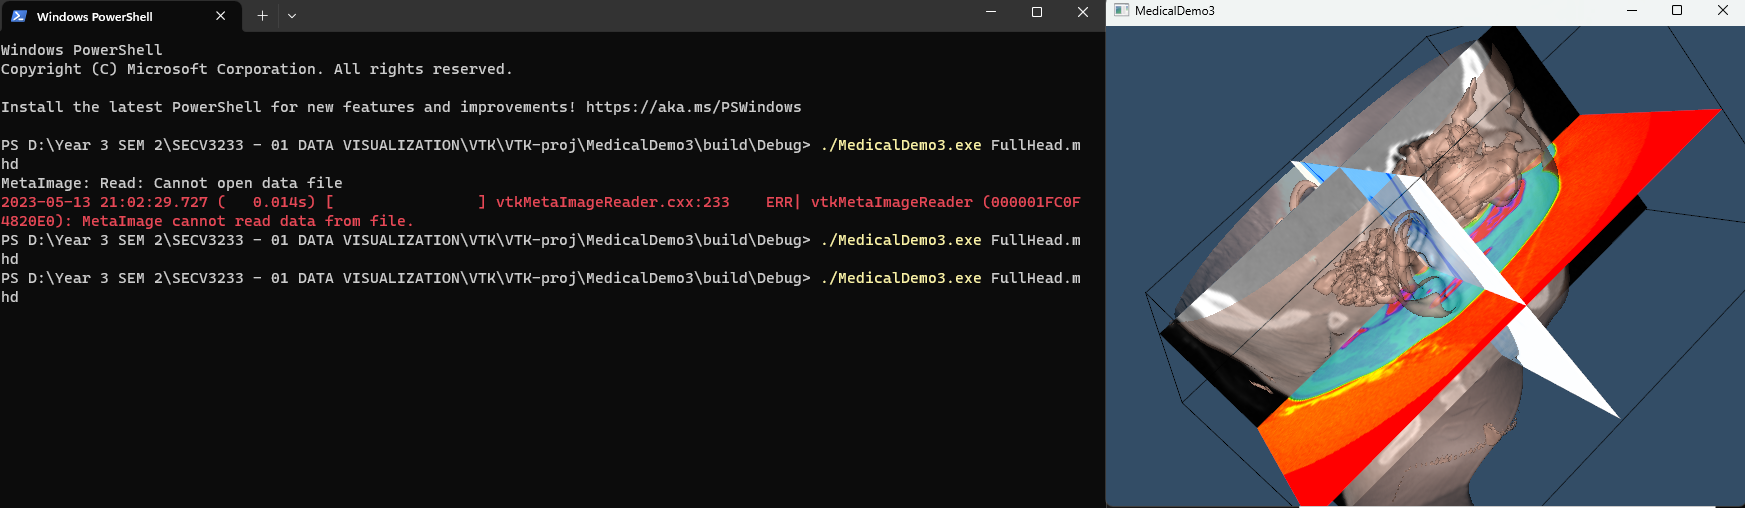 Windows PowerShell
MedicalDemo3
Windows PowerShell
Copyright (C) Microsoft Corporation. All rights reserved.
Install the latest PowerShell for new features and improvements! https://aka.ms/PSWindows
PS D:\Year 3 SEM 2\SECV3233 - 01 DATA VISUALIZATION\VTK\VTK-proj\MedicalDemo3\build\Debug> ./MedicalDemo3.exe FullHead.m
hd
MetaImage: Read: Cannot open data file
2023-05-13 21:02:29.727 (   0.014s) [                ] vtkMetaImageReader.cxx:233    ERR| vtkMetaImageReader (000001FC0F
4820E0): MetaImage cannot read data from file.
PS D:\Year 3 SEM 2\SECV3233 - 01 DATA VISUALIZATION\VTK\VTK-proj\MedicalDemo3\build\Debug> ./MedicalDemo3.exe FullHead.m
hd
PS D:\Year 3 SEM 2\SECV3233 - 01 DATA VISUALIZATION\VTK\VTK-proj\MedicalDemo3\build\Debug> ./MedicalDemo3.exe FullHead.m
hd